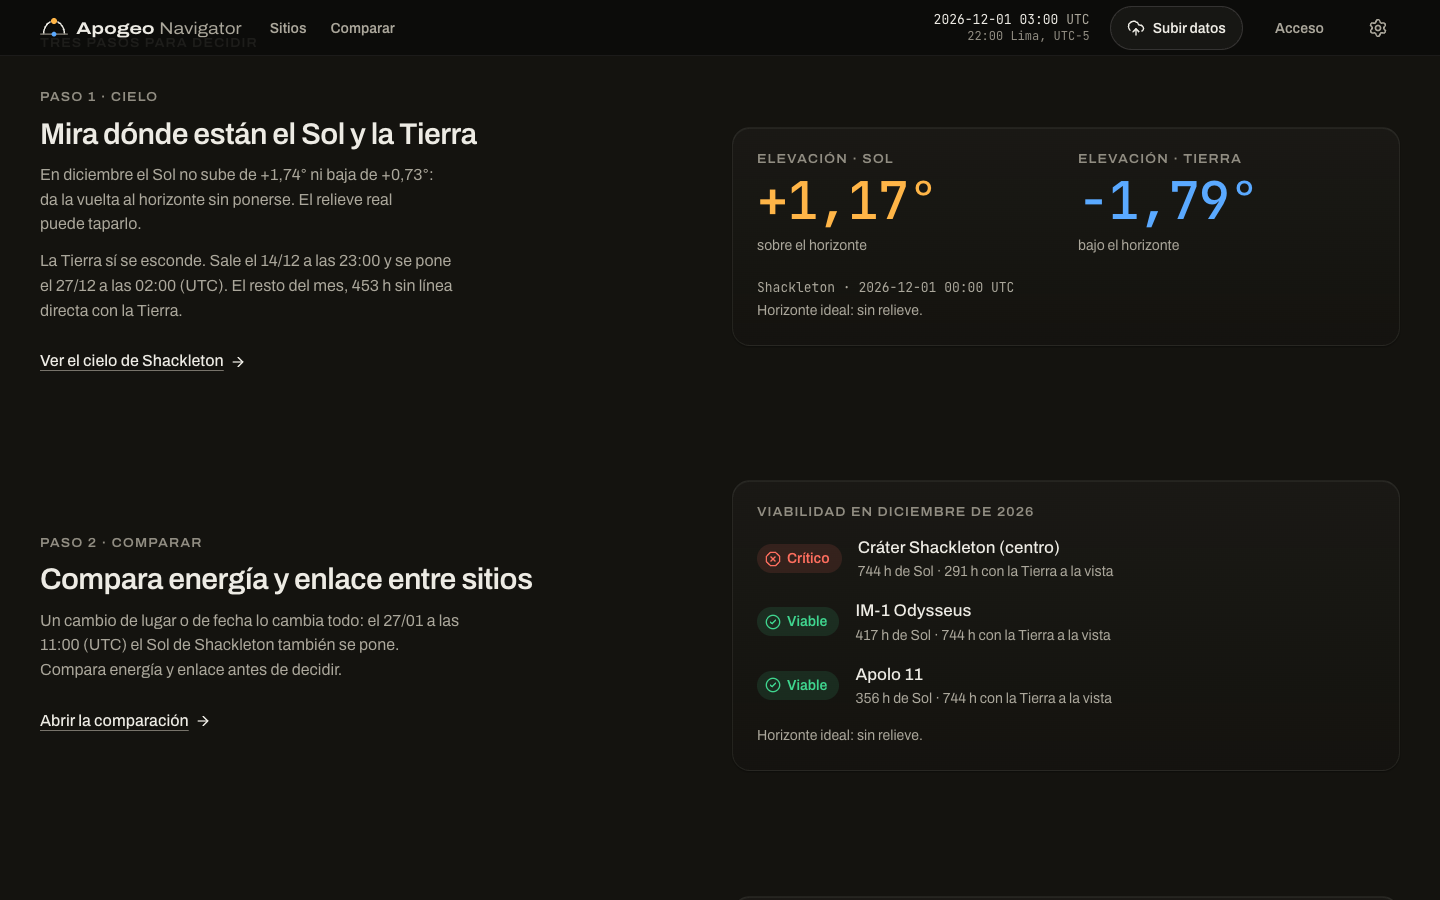 Apogeo Navigator
Sitios
Comparar
2026-12-01 03:00 UTC
22:00 Lima, UTC-5
Subir datos
Acceso
TRES PASOS PARA DECIDIR
PASO 1 · CIELO
Mira dónde están el Sol y la Tierra
En diciembre el Sol no sube de +1,74° ni baja de +0,73°:
da la vuelta al horizonte sin ponerse. El relieve real
puede taparlo.
La Tierra sí se esconde. Sale el 14/12 a las 23:00 y se pone
el 27/12 a las 02:00 (UTC). El resto del mes, 453 h sin línea
directa con la Tierra.
Ver el cielo de Shackleton →
ELEVACIÓN · SOL
+1,17°
sobre el horizonte
ELEVACIÓN · TIERRA
-1,79°
bajo el horizonte
Shackleton · 2026-12-01 00:00 UTC
Horizonte ideal: sin relieve.
PASO 2 · COMPARAR
Compara energía y enlace entre sitios
Un cambio de lugar o de fecha lo cambia todo: el 27/01 a las
11:00 (UTC) el Sol de Shackleton también se pone.
Compara energía y enlace antes de decidir.
Abrir la comparación →
VIABILIDAD EN DICIEMBRE DE 2026
Crítico
Cráter Shackleton (centro)
744 h de Sol · 291 h con la Tierra a la vista
Viable
IM-1 Odysseus
417 h de Sol · 744 h con la Tierra a la vista
Viable
Apolo 11
356 h de Sol · 744 h con la Tierra a la vista
Horizonte ideal: sin relieve.